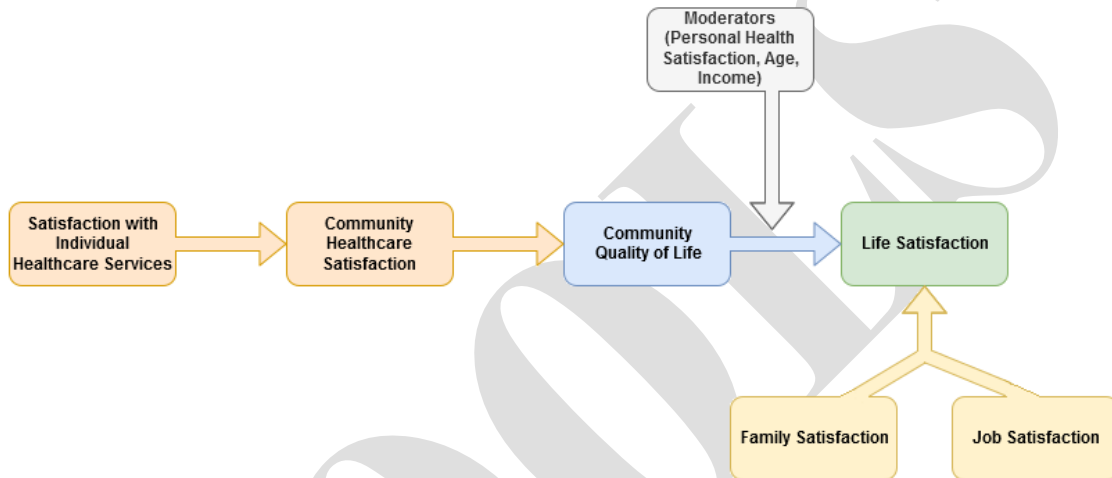 Moderators
(Personal Health
Satisfaction, Age,
Income)
Satisfaction with
Individual
Healthcare Services
Community
Healthcare
Satisfaction
Community
Quality of Life
Life Satisfaction
Family Satisfaction
Job Satisfaction